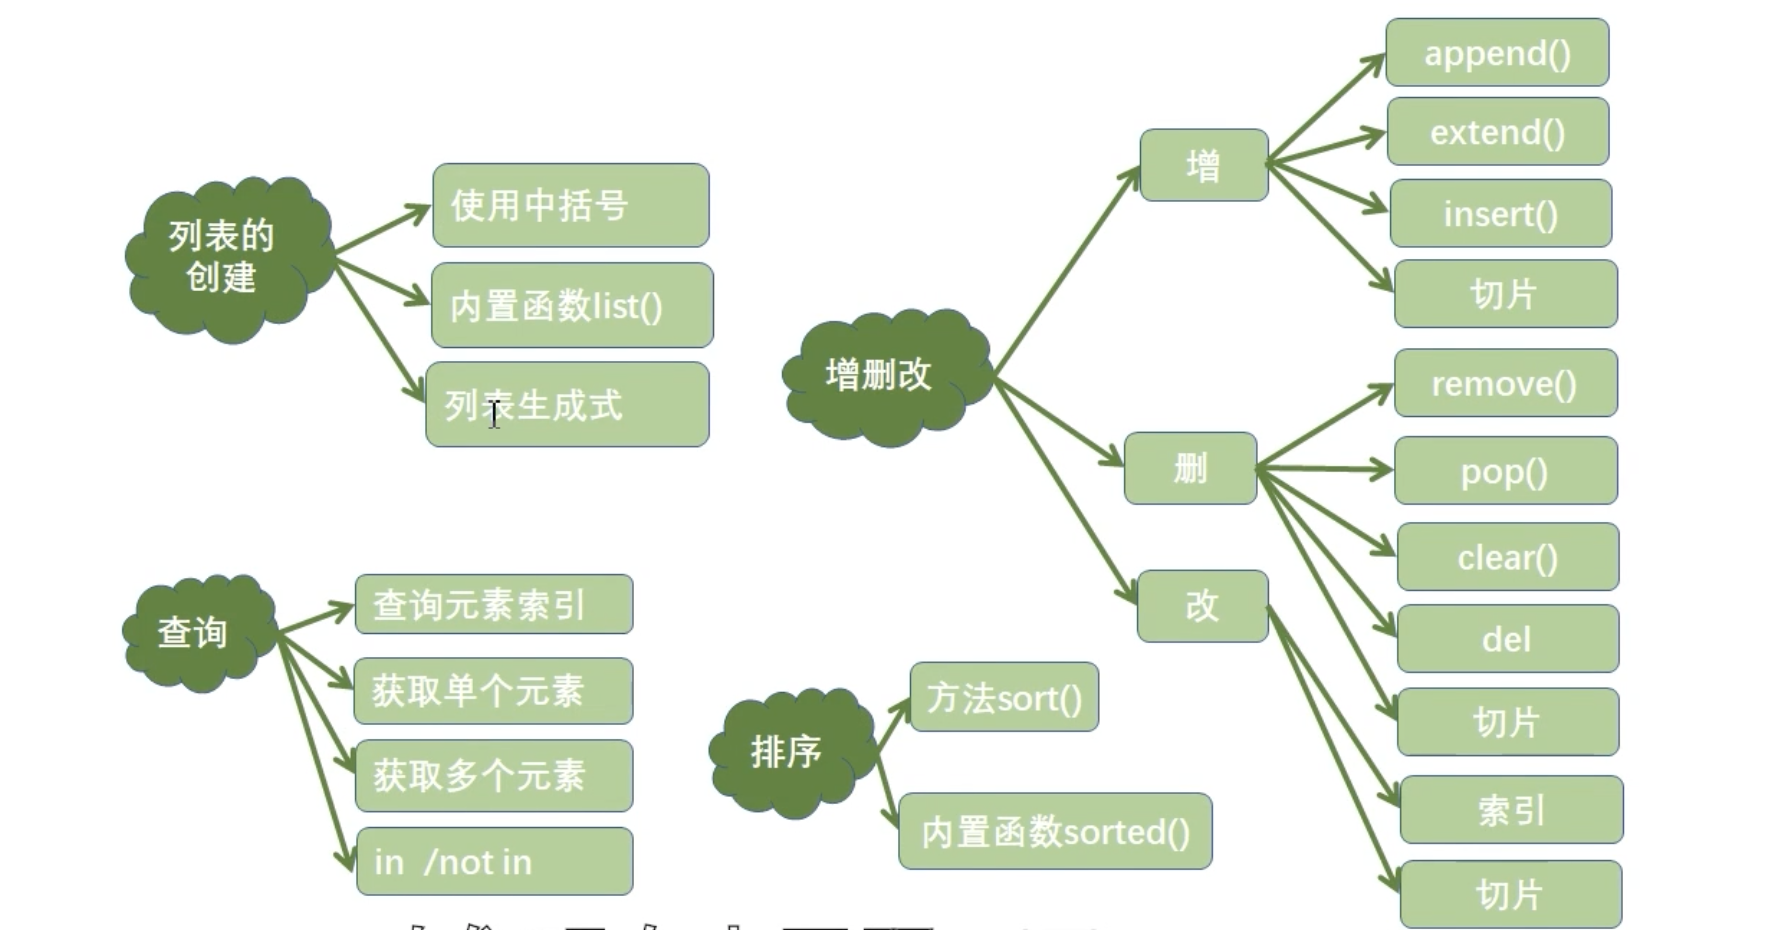 列表的
创建
使用中括号
内置函数list()
列表生成式
查询
查询元素索引
获取单个元素
获取多个元素
in /not in
增删改
增
append()
extend()
insert()
切片
删
remove()
pop()
clear()
del
切片
改
索引
切片
排序
方法sort()
内置函数sorted()